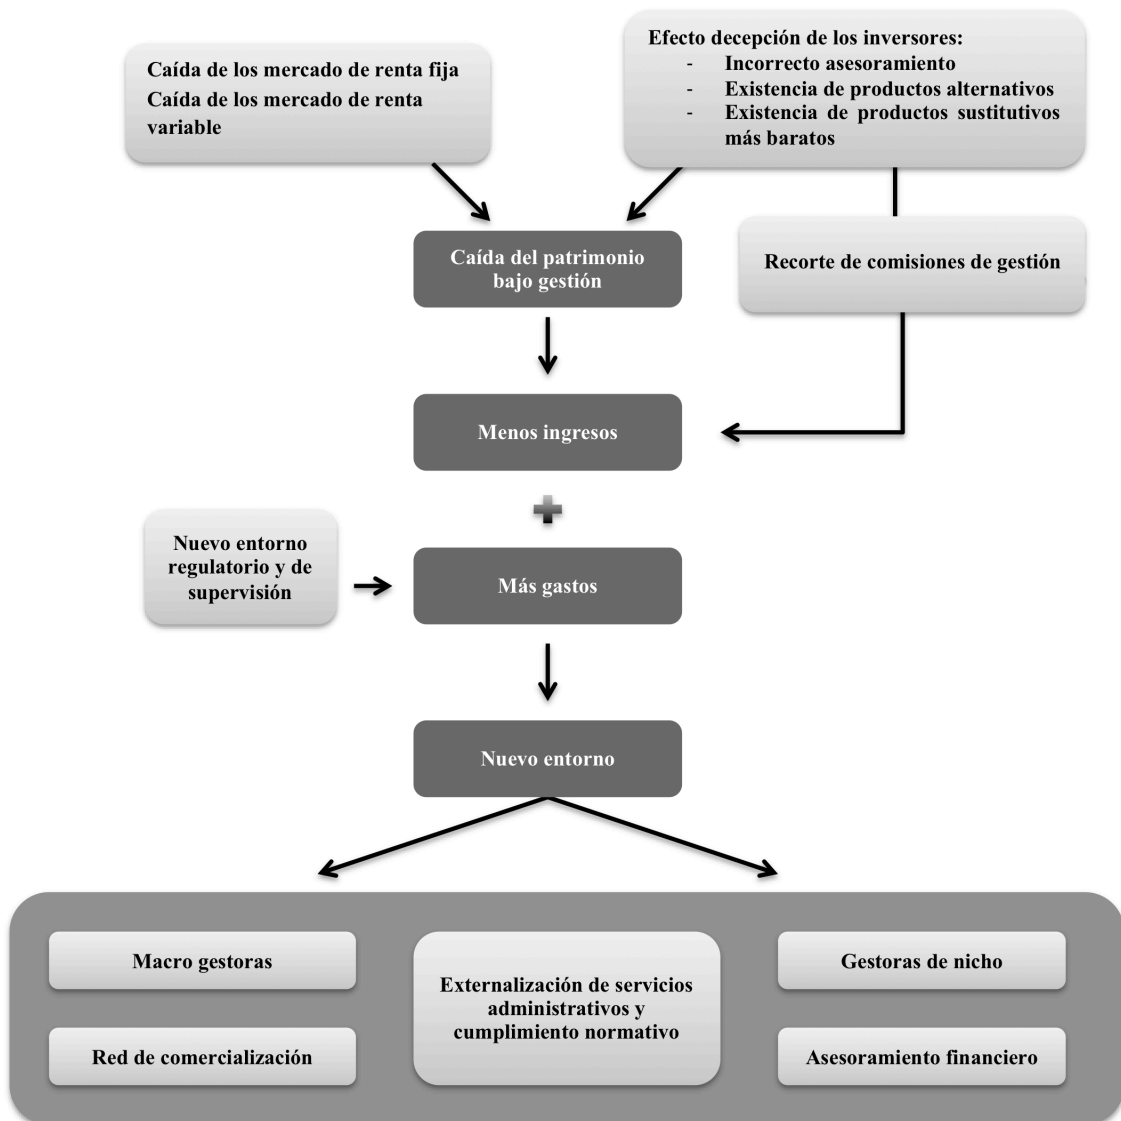 Caída de los mercado de renta fija
Caída de los mercado de renta
variable
Efecto decepción de los inversores:
- Incorrecto asesoramiento
- Existencia de productos alternativos
- Existencia de productos sustitutivos
más baratos
Caída del patrimonio
bajo gestión
Recorte de comisiones de gestión
Menos ingresos
Nuevo entorno
regulatorio y de
supervisión
Más gastos
Nuevo entorno
Macro gestoras
Externalización de servicios
administrativos y
cumplimiento normativo
Gestoras de nicho
Red de comercialización
Asesoramiento financiero